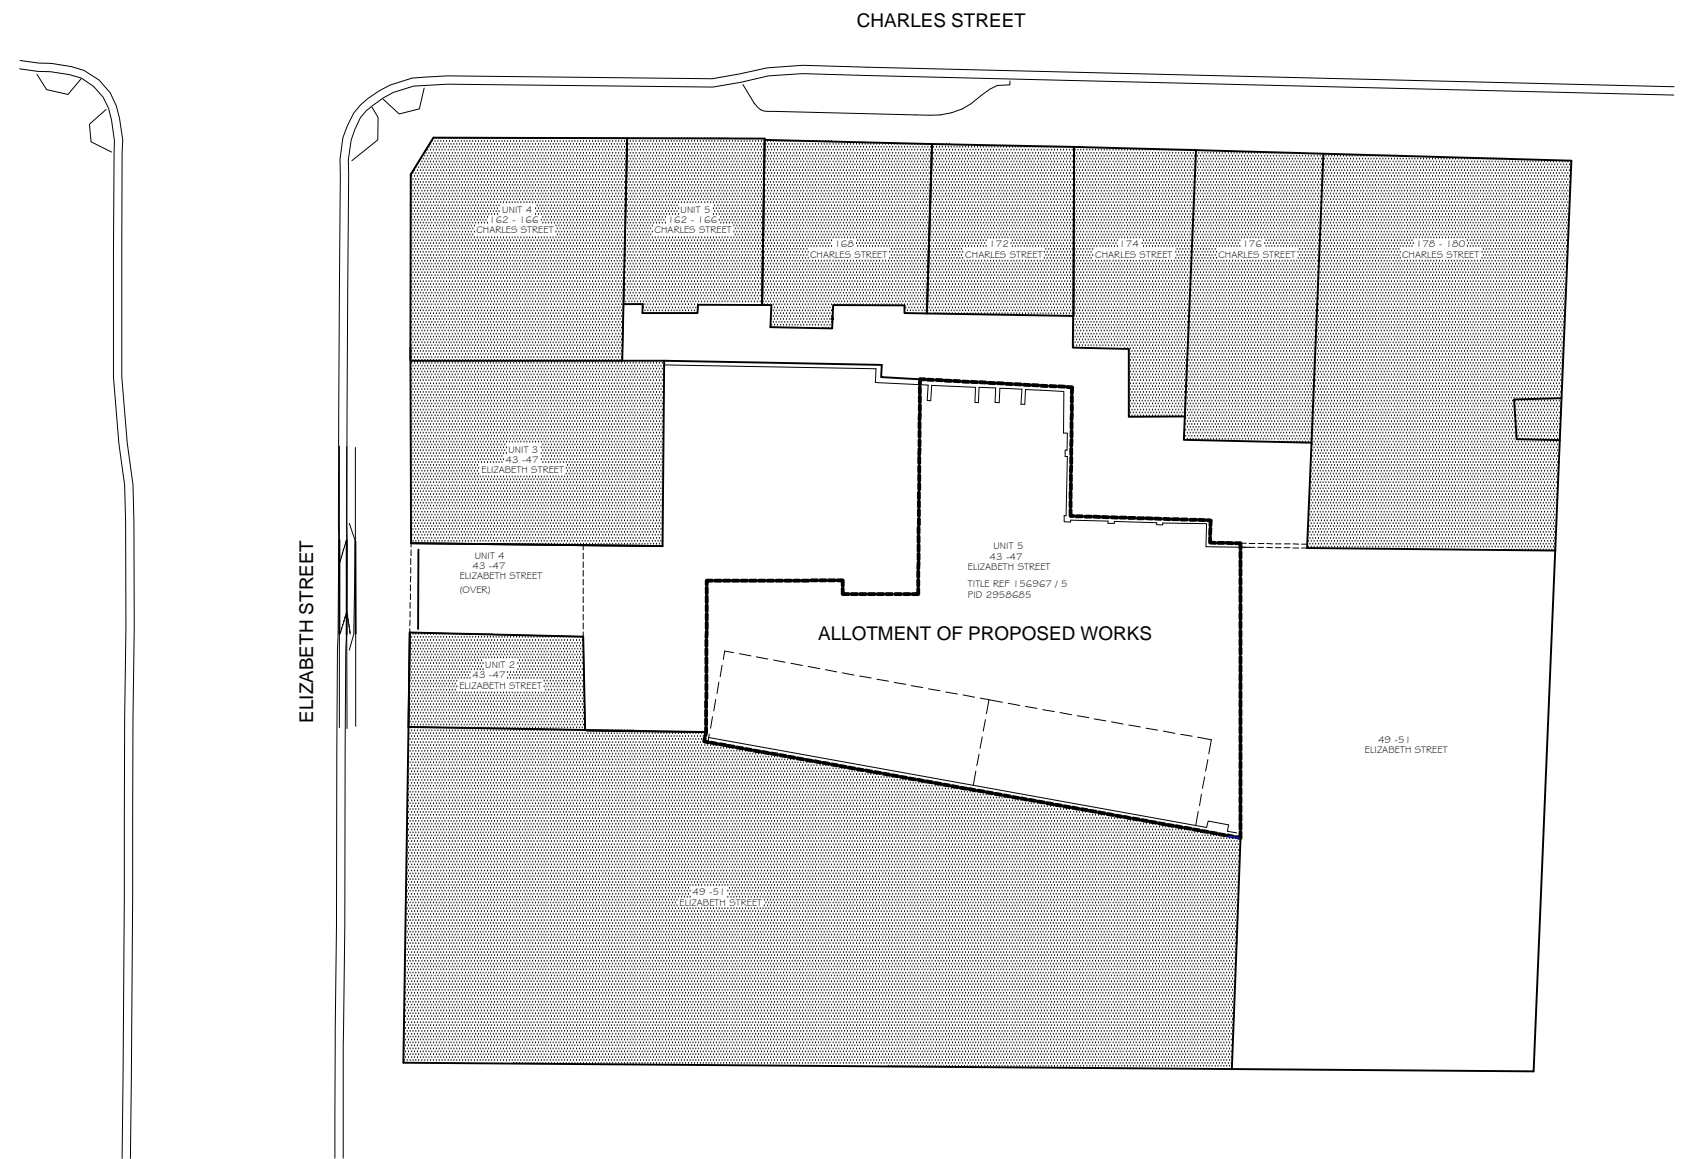 CHARLES STREET
UNIT 4
162 - 166
CHARLES STREET
UNIT 5
162 - 166
CHARLES STREET
168
CHARLES STREET
172
CHARLES STREET
174
CHARLES STREET
176
CHARLES STREET
178 - 180
CHARLES STREET
UNIT 3
43 -47
ELIZABETH STREET
ELIZABETH STREET
UNIT 4
43 -47
ELIZABETH STREET
(OVER)
UNIT 5
43 -47
ELIZABETH STREET
TITLE REF 156967 / 5
PID 2958685
ALLOTMENT OF PROPOSED WORKS
UNIT 2
43 -47
ELIZABETH STREET
49 -51
ELIZABETH STREET
49 -51
ELIZABETH STREET